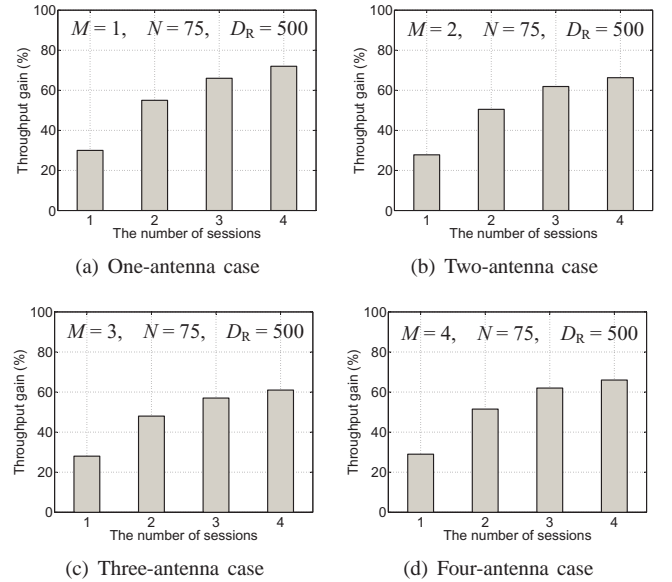 M = 1, N = 75, D_R = 500
100
80
60
40
20
0
Throughput gain (%)
1 2 3 4
The number of sessions
(a) One-antenna case
M = 2, N = 75, D_R = 500
100
80
60
40
20
0
Throughput gain (%)
1 2 3 4
The number of sessions
(b) Two-antenna case
M = 3, N = 75, D_R = 500
100
80
60
40
20
0
Throughput gain (%)
1 2 3 4
The number of sessions
(c) Three-antenna case
M = 4, N = 75, D_R = 500
100
80
60
40
20
0
Throughput gain (%)
1 2 3 4
The number of sessions
(d) Four-antenna case